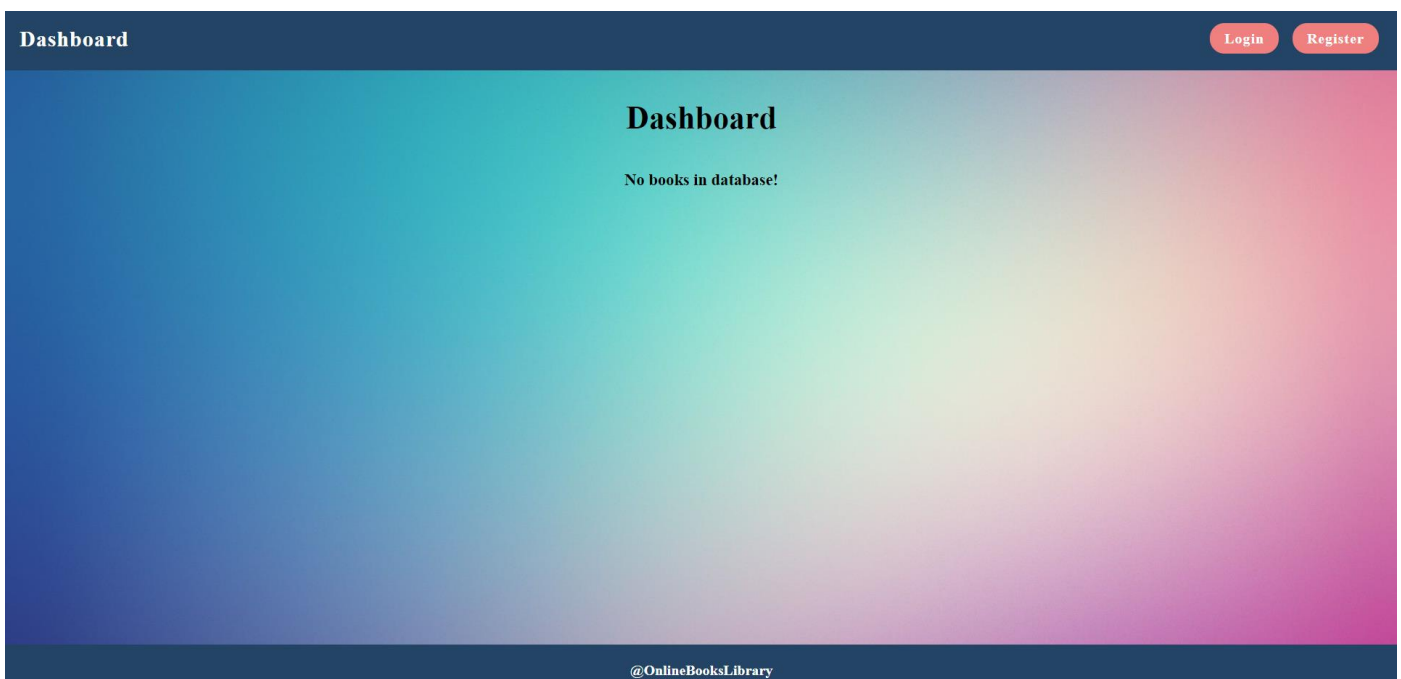 Dashboard
Login
Register
Dashboard
No books in database!
@OnlineBooksLibrary